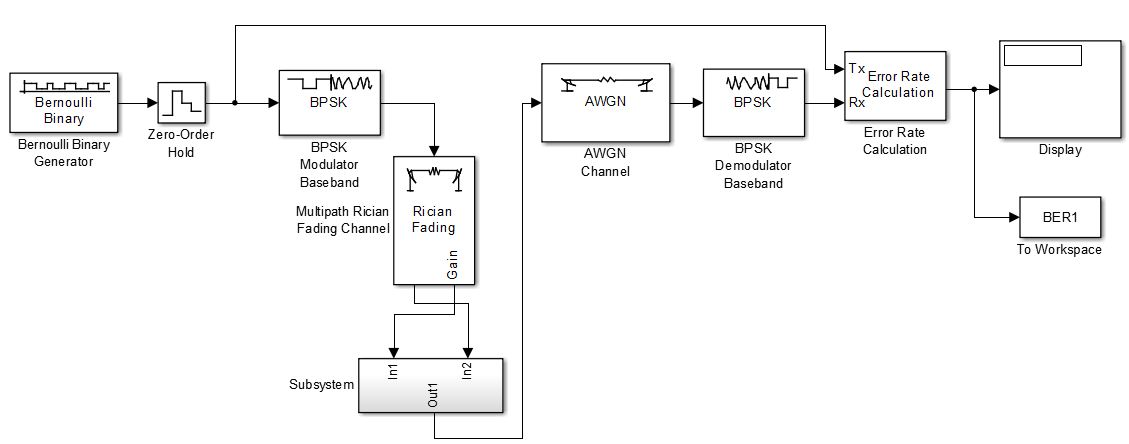 Bernoulli
Binary
Bernoulli Binary
Generator
Zero-Order
Hold
BPSK
BPSK
Modulator
Baseband
Multipath Rician
Fading Channel
Rician
Fading
Gain
Subsystem
In1
In2
Out1
AWGN
AWGN
Channel
BPSK
BPSK
Demodulator
Baseband
Tx
Rx
Error Rate
Calculation
Error Rate
Calculation
Display
BER1
To Workspace